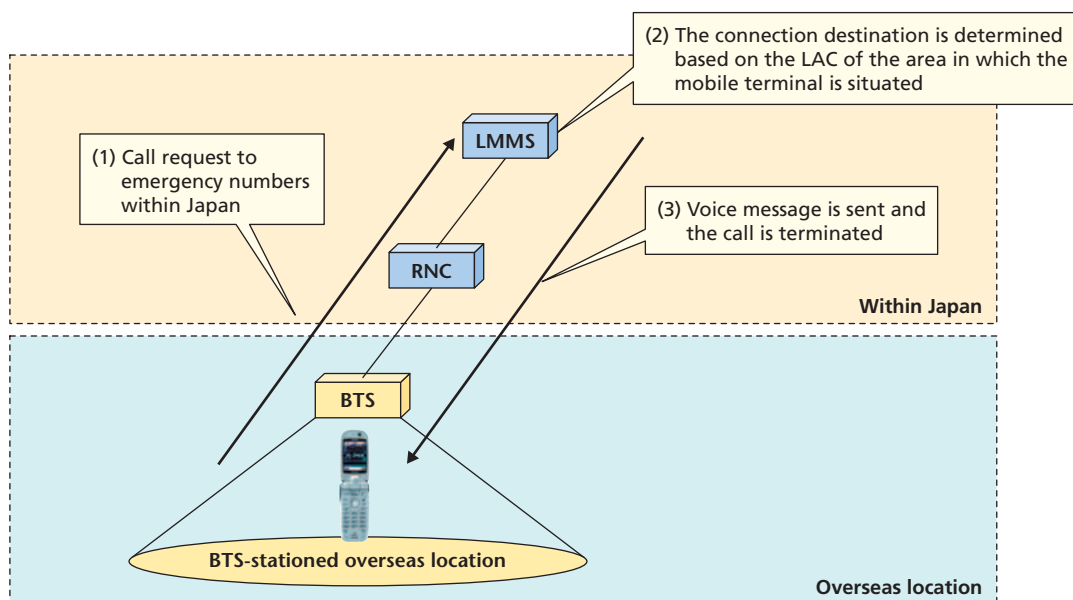 (2) The connection destination is determined
based on the LAC of the area in which the
mobile terminal is situated
LMMS
(1) Call request to
emergency numbers
within Japan
(3) Voice message is sent and
the call is terminated
RNC
Within Japan
BTS
BTS-stationed overseas location
Overseas location